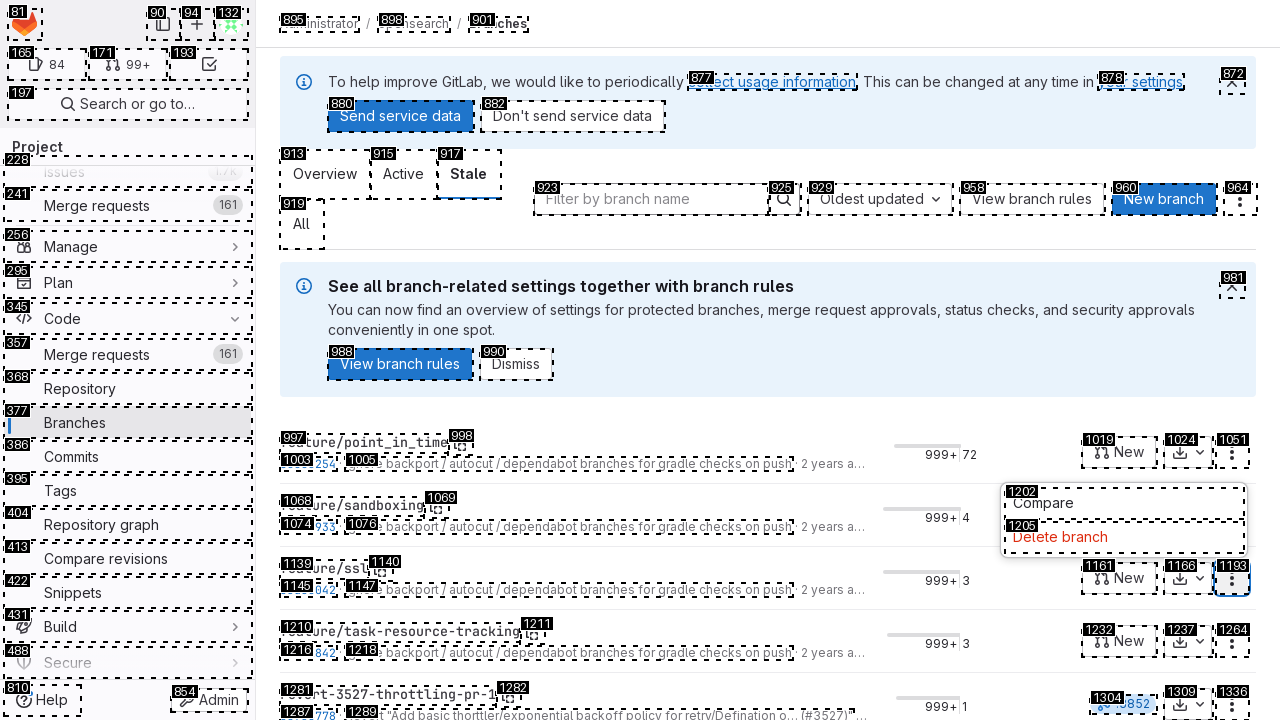 81
90
94
132
165
84
171
99+
193
197
Search or go to…
Project
228
Issues
241
Merge requests
161
256
Manage
295
Plan
345
Code
357
Merge requests
161
368
Repository
377
Branches
386
Commits
395
Tags
404
Repository graph
413
Compare revisions
422
Snippets
431
Build
488
Secure
810
Help
854
Admin
895
/
898
/
901
To help improve GitLab, we would like to periodically collect usage information. This can be changed at any time in your settings.
877
878
872
880
Send service data
882
Don't send service data
913
Overview
915
Active
917
Stale
919
All
923
Filter by branch name
925
929
Oldest updated
958
View branch rules
960
New branch
964
See all branch-related settings together with branch rules
981
You can now find an overview of settings for protected branches, merge request approvals, status checks, and security approvals
conveniently in one spot.
988
View branch rules
990
Dismiss
997
feature/point_in_time
998
1003
254 ·
1005
backport / autocut / dependabot branches for gradle checks on push · 2 years a…
999+ 72
1019
New
1024
1051
1068
feature/sandboxing
1069
1074
933 ·
1076
backport / autocut / dependabot branches for gradle checks on push · 2 years a…
999+ 4
1202
Compare
1205
Delete branch
1139
feature/ssl
1140
1145
042 ·
1147
backport / autocut / dependabot branches for gradle checks on push · 2 years a…
999+ 3
1161
New
1166
1193
1210
feature/task-resource-tracking
1211
1216
842 ·
1218
backport / autocut / dependabot branches for gradle checks on push · 2 years a…
999+ 3
1232
New
1237
1264
1281
revert-3527-throttling-pr-1
1282
1287
778 ·
1289
"Add basic thorttler/exponential backoff policy for retry/Defination o… (#3527)" · 2 years a…
999+ 1
1304
1309
1336